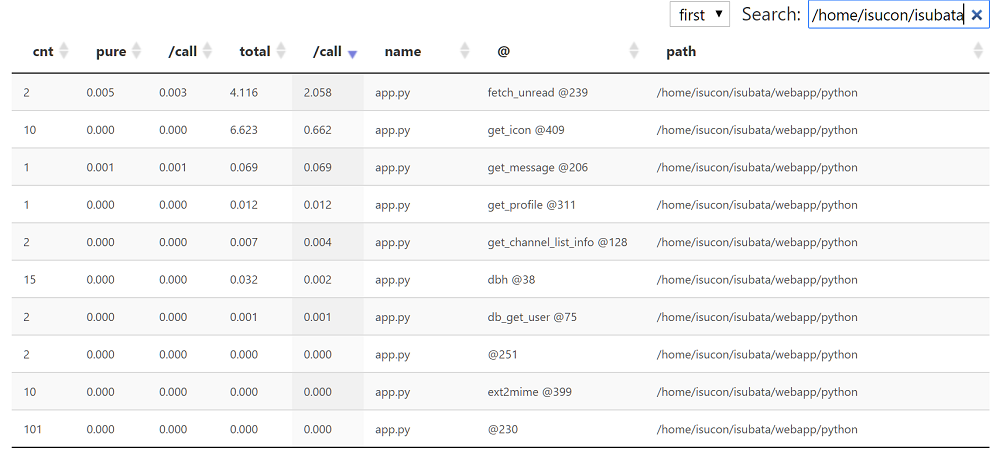 first Search: /home/isucon/isubata
cnt pure /call total /call name @ path
2 0.005 0.003 4.116 2.058 app.py fetch_unread @239 /home/isucon/isubata/webapp/python
10 0.000 0.000 6.623 0.662 app.py get_icon @409 /home/isucon/isubata/webapp/python
1 0.001 0.001 0.069 0.069 app.py get_message @206 /home/isucon/isubata/webapp/python
1 0.000 0.000 0.012 0.012 app.py get_profile @311 /home/isucon/isubata/webapp/python
2 0.000 0.000 0.007 0.004 app.py get_channel_list_info @128 /home/isucon/isubata/webapp/python
15 0.000 0.000 0.032 0.002 app.py dbh @38 /home/isucon/isubata/webapp/python
2 0.000 0.000 0.001 0.001 app.py db_get_user @75 /home/isucon/isubata/webapp/python
2 0.000 0.000 0.000 0.000 app.py @251 /home/isucon/isubata/webapp/python
10 0.000 0.000 0.000 0.000 app.py ext2mime @399 /home/isucon/isubata/webapp/python
101 0.000 0.000 0.000 0.000 app.py @230 /home/isucon/isubata/webapp/python